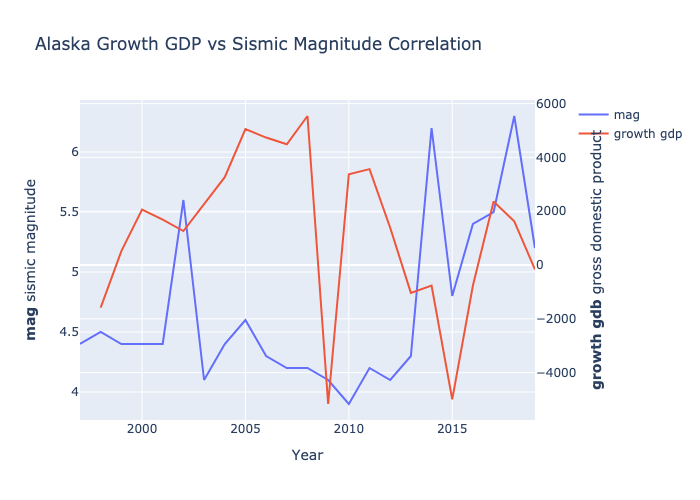 Alaska Growth GDP vs Sismic Magnitude Correlation
mag
growth gdp
6
5.5
5
4.5
4
mag sismic magnitude
6000
4000
2000
0
−2000
−4000
growth gdb gross domestic product
2000
2005
2010
2015
Year